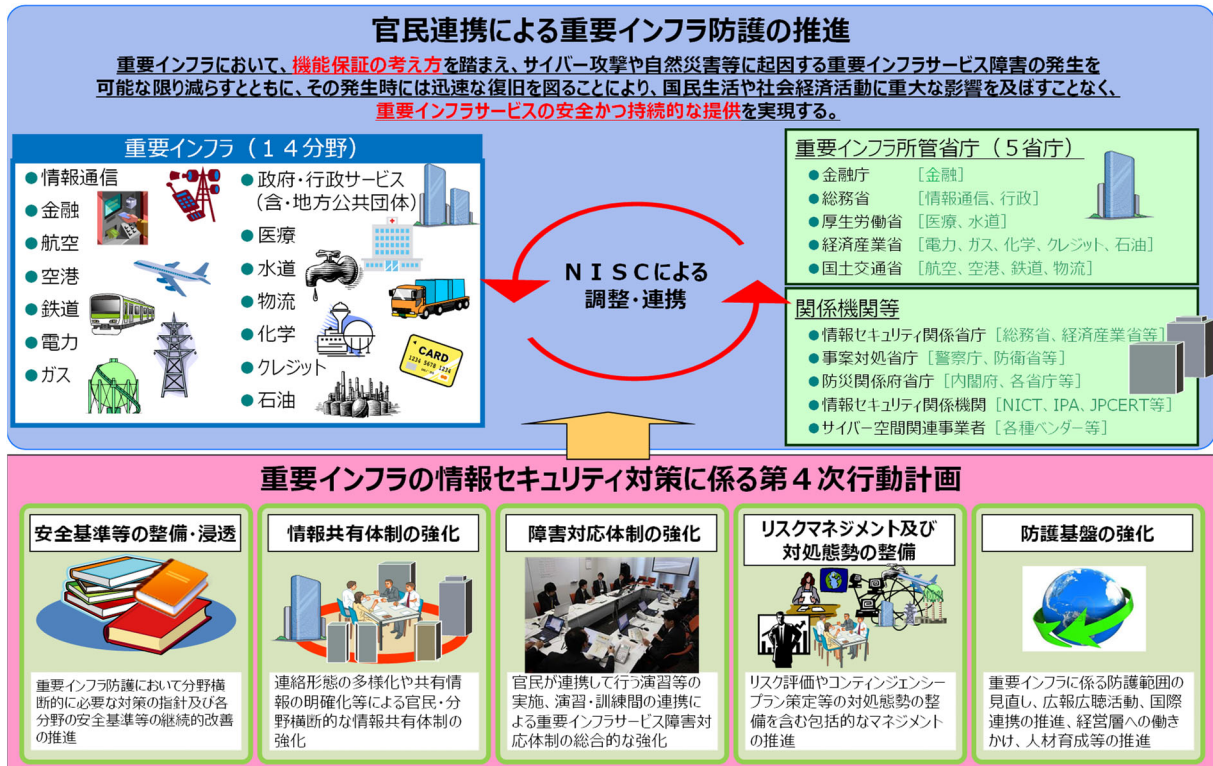 官民連携による重要インフラ防護の推進
重要インフラにおいて、機能保証の考え方を踏まえ、サイバー攻撃や自然災害等に起因する重要インフラサービス障害の発生を
可能な限り減らすとともに、その発生時には迅速な復旧を図ることにより、国民生活や社会経済活動に重大な影響を及ぼすことなく、
重要インフラサービスの安全かつ持続的な提供を実現する。
重要インフラ（１４分野）
●情報通信
●金融
●航空
●空港
●鉄道
●電力
●ガス
●政府・行政サービス
（含・地方公共団体）
●医療
●水道
●物流
●化学
●クレジット
●石油
CARD
1234 5678 1234
ＮＩＳＣによる
調整・連携
重要インフラ所管省庁（５省庁）
●金融庁 [金融]
●総務省 [情報通信、行政]
●厚生労働省 [医療、水道]
●経済産業省 [電力、ガス、化学、クレジット、石油]
●国土交通省 [航空、空港、鉄道、物流]
関係機関等
●情報セキュリティ関係省庁 [総務省、経済産業省等]
●事案対処省庁 [警察庁、防衛省等]
●防災関係府省庁 [内閣府、各省庁等]
●情報セキュリティ関係機関 [NICT、IPA、JPCERT等]
●サイバー空間関連事業者 [各種ベンダー等]
重要インフラの情報セキュリティ対策に係る第４次行動計画
安全基準等の整備・浸透
重要インフラ防護において分野横
断的に必要な対策の指針及び各
分野の安全基準等の継続的改善
の推進
情報共有体制の強化
連絡形態の多様化や共有情
報の明確化等による官民・分
野横断的な情報共有体制の
強化
障害対応体制の強化
官民が連携して行う演習等の
実施、演習・訓練間の連携に
よる重要インフラサービス障害対
応体制の総合的な強化
リスクマネジメント及び
対処態勢の整備
リスク評価やコンティンジェンシー
プラン策定等の対処態勢の整
備を含む包括的なマネジメント
の推進
防護基盤の強化
重要インフラに係る防護範囲の
見直し、広報広聴活動、国際
連携の推進、経営層への働き
かけ、人材育成等の推進